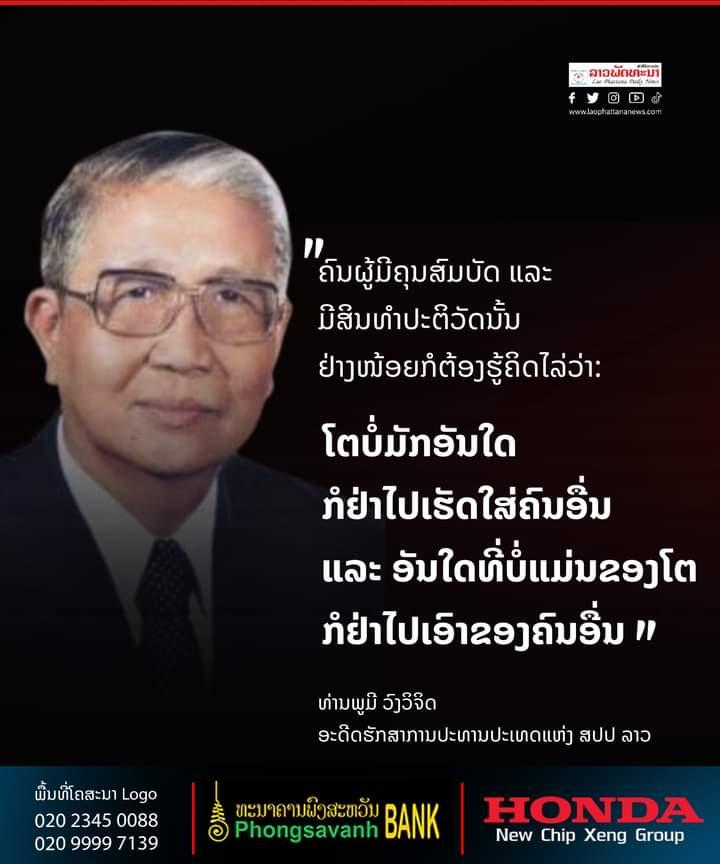 ລາວພັດທະນາ
Lao Phattana Daily News
www.laophattananews.com
"ຄົນຜູ້ມີຄຸນສົມບັດ ແລະ
ມີສິນທຳປະຕິວັດນັ້ນ
ຢ່າງໜ້ອຍກໍຕ້ອງຮູ້ຄິດໄລ່ວ່າ:
ໂຕບໍ່ມັກອັນໃດ
ກໍຢ່າໄປເຮັດໃສ່ຄົນອື່ນ
ແລະ ອັນໃດທີ່ບໍ່ແມ່ນຂອງໂຕ
ກໍຢ່າໄປເອົາຂອງຄົນອື່ນ "
ທ່ານພູມີ ວົງວິຈິດ
ອະດີດຮັກສາການປະທານປະເທດແຫ່ງ ສປປ ລາວ
ພື້ນທີ່ໂຄສະນາ Logo
020 2345 0088
020 9999 7139
ທະນາຄານພົງສະຫວັນ
Phongsavanh BANK
HONDA
New Chip Xeng Group